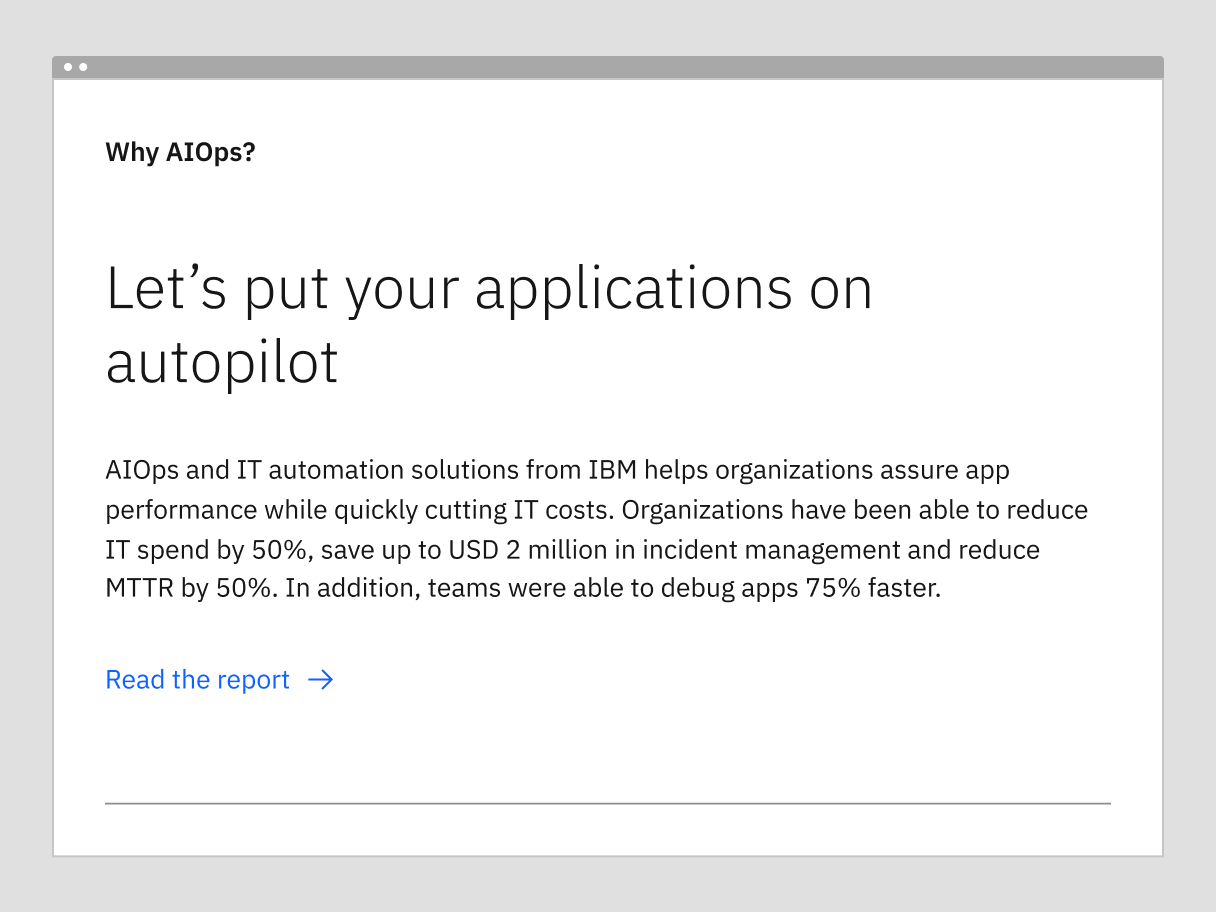 Why AIOps?
Let’s put your applications on
autopilot
AIOps and IT automation solutions from IBM helps organizations assure app
performance while quickly cutting IT costs. Organizations have been able to reduce
IT spend by 50%, save up to USD 2 million in incident management and reduce
MTTR by 50%. In addition, teams were able to debug apps 75% faster.
Read the report →